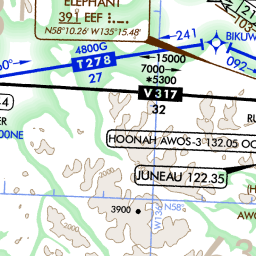 ELEPHANT
391 EEF
N58°10.26' W135°15.48'
4800G
T278
27
241
BIKUW
092
15000
7000
*5300
V317
32
HOONAH AWOS-3 132.05
JUNEAU 122.35
3900
W136